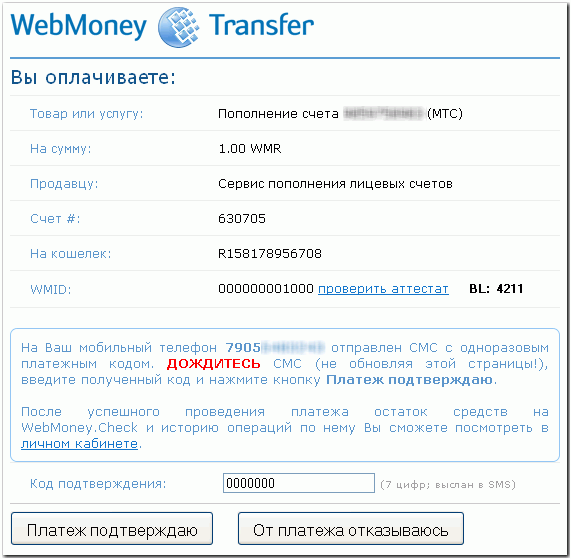 WebMoney Transfer
Вы оплачиваете:
Товар или услугу: Пополнение счета (МТС)
На сумму: 1.00 WMR
Продавцу: Сервис пополнения лицевых счетов
Счет #: 630705
На кошелек: R158178956708
WMID: 000000001000 проверить аттестат BL: 4211
На Ваш мобильный телефон 7905 отправлен СМС с одноразовым
платежным кодом. ДОЖДИТЕСЬ СМС (не обновляя этой страницы!),
введите полученный код и нажмите кнопку Платеж подтверждаю.
После успешного проведения платежа остаток средств на
WebMoney.Check и историю операций по нему Вы сможете посмотреть в
личном кабинете.
Код подтверждения: 0000000 (7 цифр; выслан в SMS)
Платеж подтверждаю От платежа отказываюсь